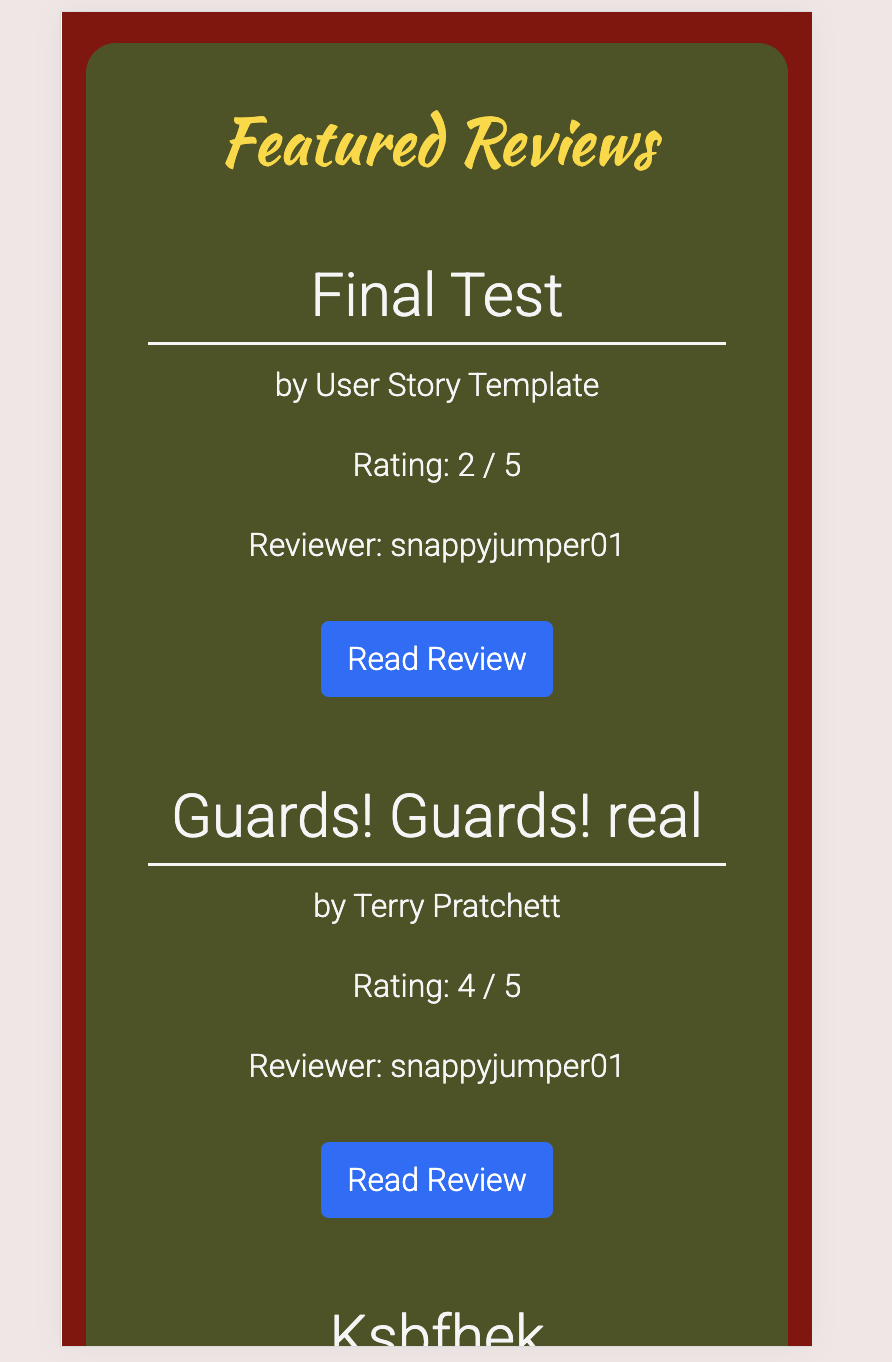 Featured Reviews
Final Test
by User Story Template
Rating: 2 / 5
Reviewer: snappyjumper01
Read Review
Guards! Guards! real
by Terry Pratchett
Rating: 4 / 5
Reviewer: snappyjumper01
Read Review
Ksbfhek